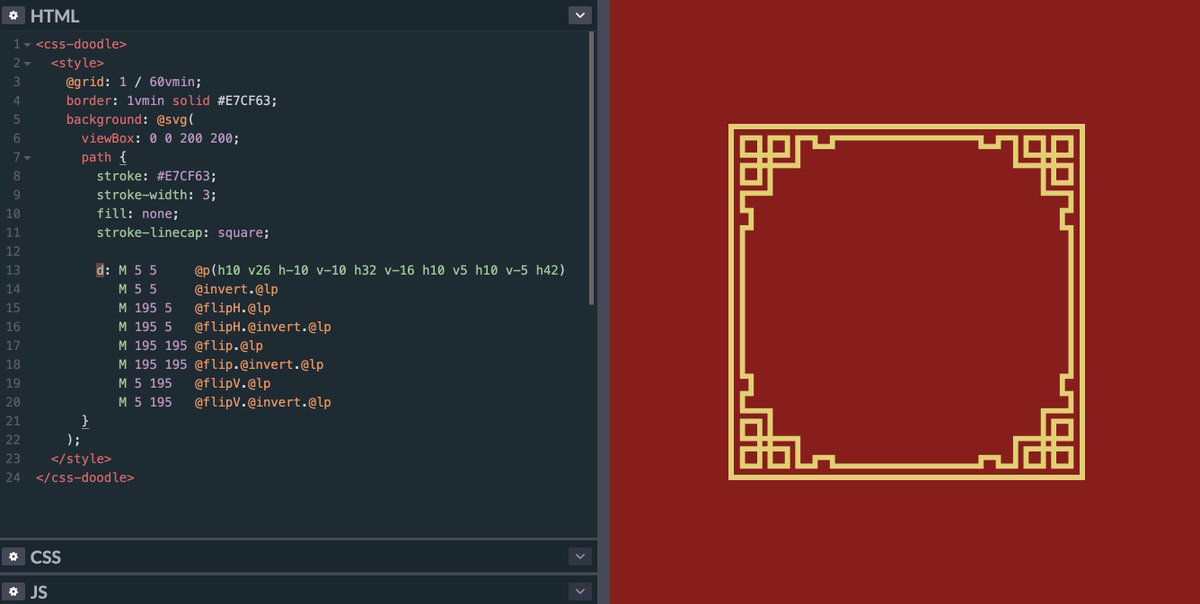 HTML
1 <css-doodle>
2 <style>
3 @grid: 1 / 60vmin;
4 border: 1vmin solid #E7CF63;
5 background: @svg(
6 viewBox: 0 0 200 200;
7 path {
8 stroke: #E7CF63;
9 stroke-width: 3;
10 fill: none;
11 stroke-linecap: square;
12
13 d: M 5 5 @p(h10 v26 h-10 v-10 h32 v-16 h10 v5 h10 v-5 h42)
14 M 5 5 @invert.@lp
15 M 195 5 @flipH.@lp
16 M 195 5 @flipH.@invert.@lp
17 M 195 195 @flip.@lp
18 M 195 195 @flip.@invert.@lp
19 M 5 195 @flipV.@lp
20 M 5 195 @flipV.@invert.@lp
21 }
22 );
23 </style>
24 </css-doodle>
CSS
JS